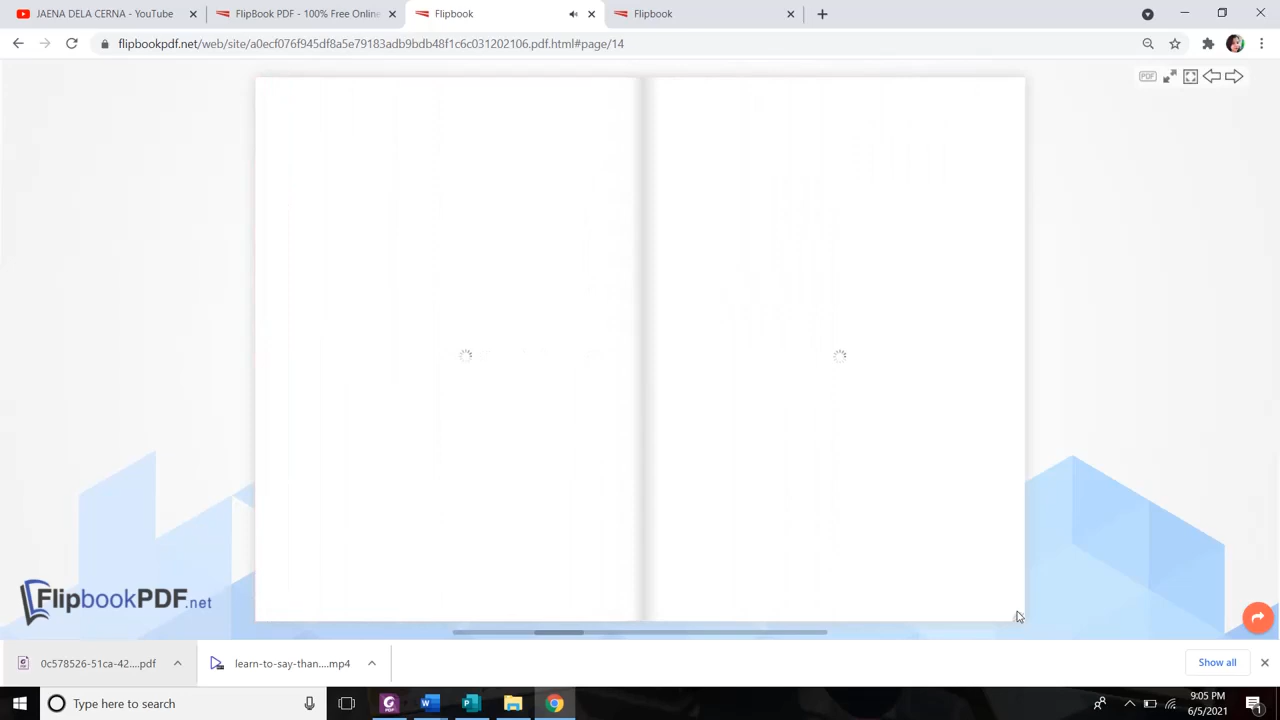 JAENA DELA CERNA - YouTube
FlipBook PDF - 100% Free Online
Flipbook
Flipbook
flipbookpdf.net/web/site/a0ecf076f945df8a5e79183adb9bdb48f1c6c031202106.pdf.html#page/14
PDF
FlipbookPDF.net
0c578526-51ca-42....pdf
learn-to-say-than....mp4
Show all
Type here to search
9:05 PM
6/5/2021